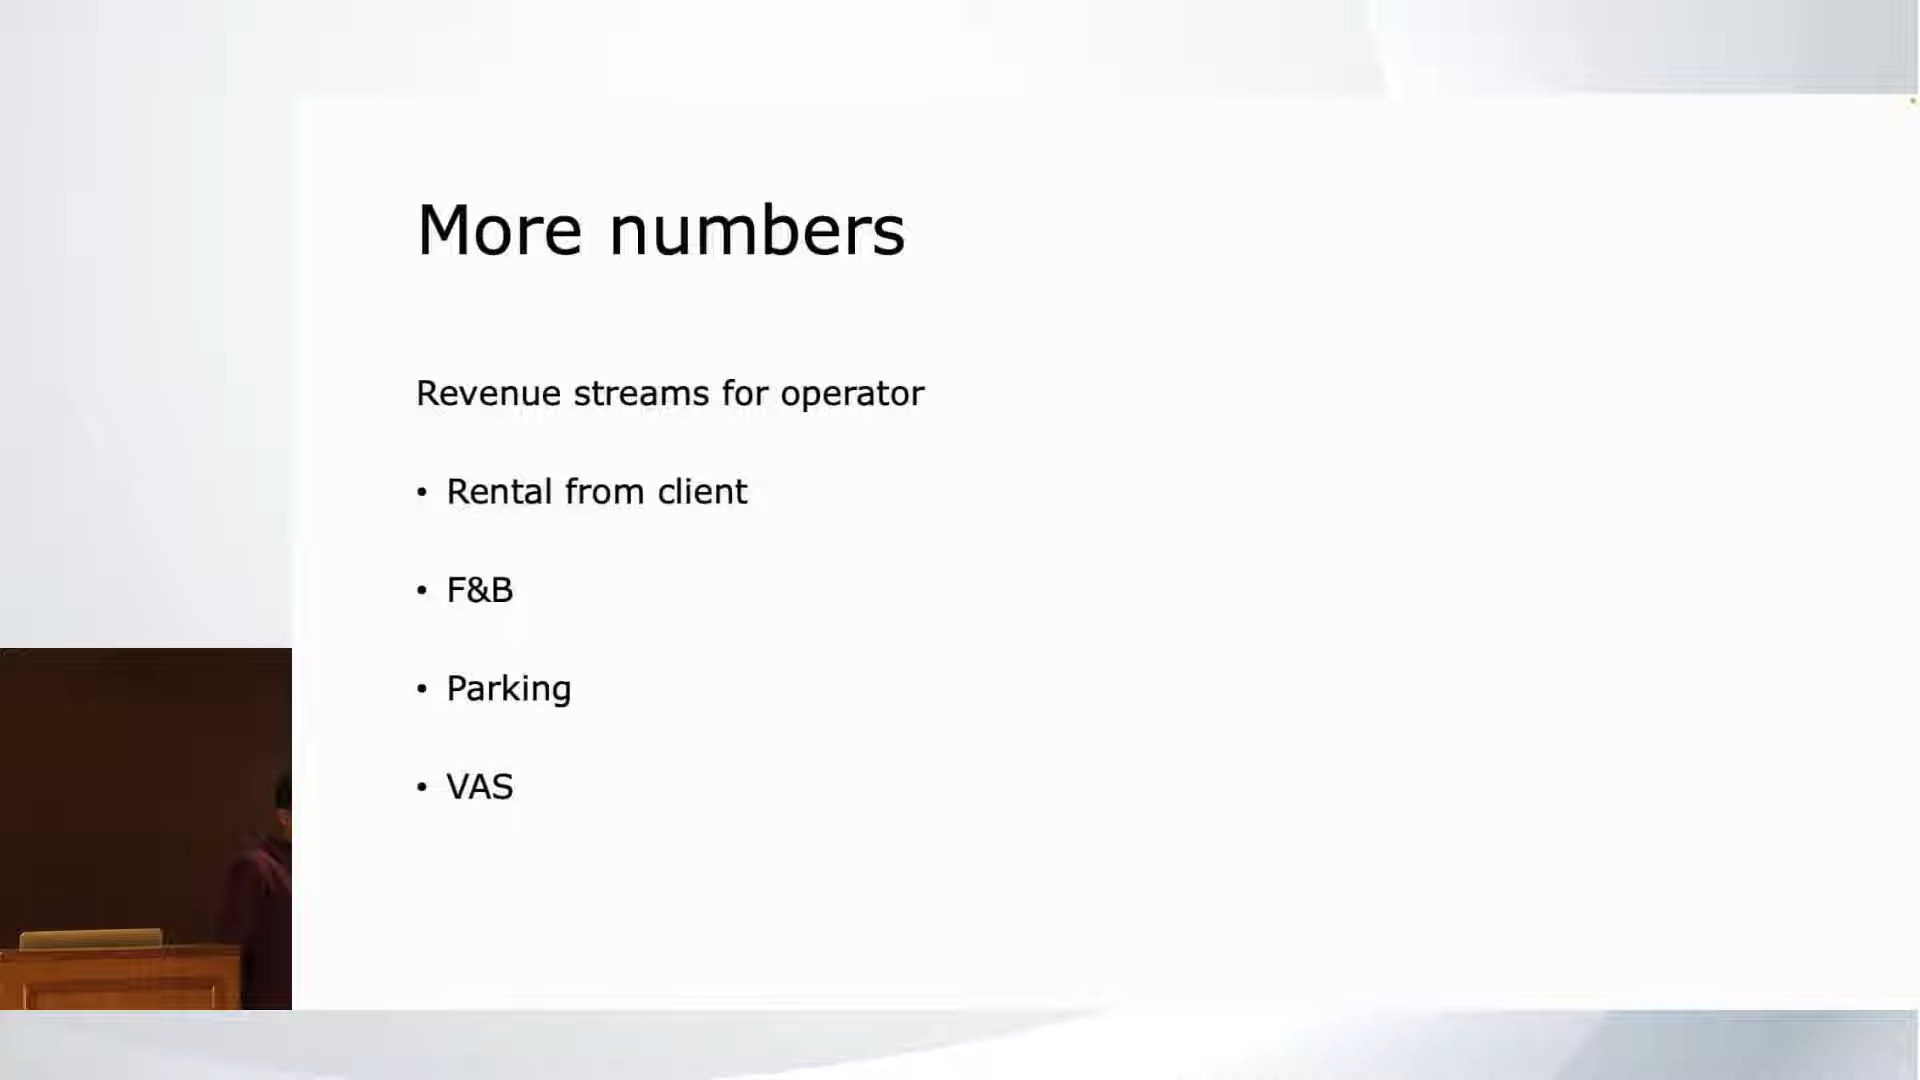 More numbers
Revenue streams for operator
• Rental from client
• F&B
• Parking
• VAS